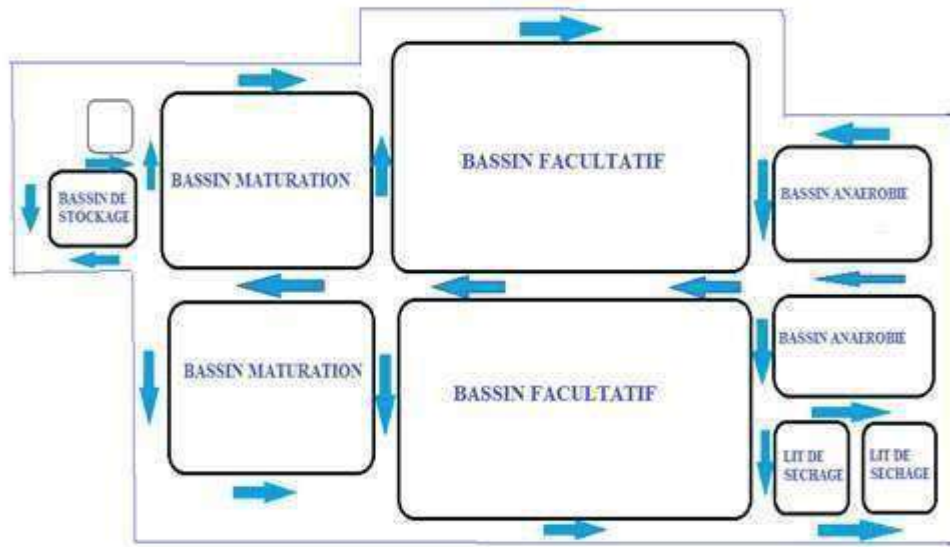 BASSIN FACULTATIF
BASSIN MATURATION
BASSIN ANAEROBIE
BASSIN DE
STOCKAGE
BASSIN ANAEROBIE
BASSIN MATURATION
BASSIN FACULTATIF
LIT DE
SECHAGE
LIT DE
SECHAGE